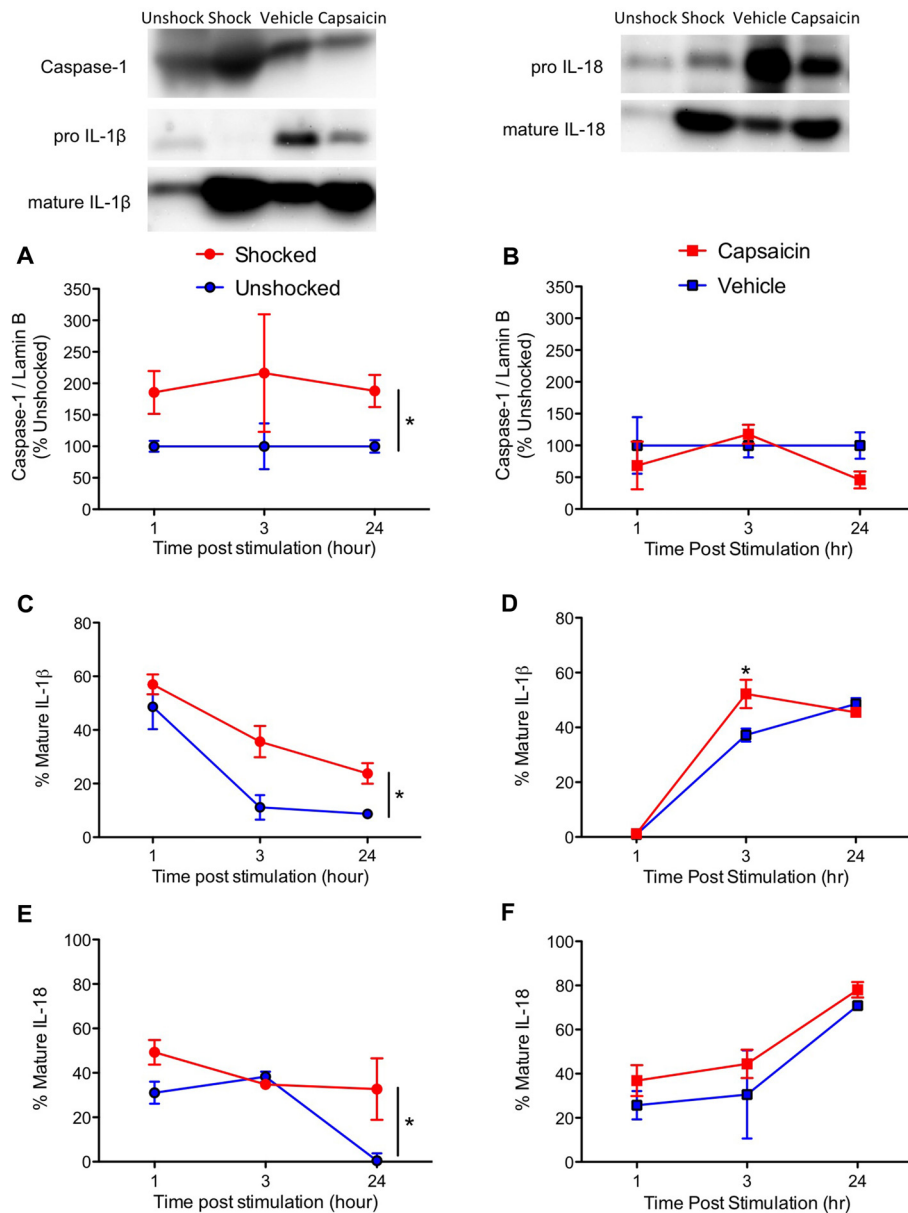 Unshock Shock Vehicle Capsaicin
Caspase-1
pro IL-1β
mature IL-1β
Unshock Shock Vehicle Capsaicin
pro IL-18
mature IL-18
A
Shocked
Unshocked
350
300
250
200
150
100
50
0
Caspase-1 / Lamin B
(% Unshocked)
*
1 3 24
Time post stimulation (hour)
B
Capsaicin
Vehicle
350
300
250
200
150
100
50
0
Caspase-1 / Lamin B
(% Unshocked)
1 3 24
Time Post Stimulation (hr)
C
80
60
40
20
0
% Mature IL-1β
*
1 3 24
Time post stimulation (hour)
D
80
60
40
20
0
% Mature IL-1β
*
1 3 24
Time Post Stimulation (hr)
E
100
80
60
40
20
0
% Mature IL-18
*
1 3 24
Time post stimulation (hour)
F
100
80
60
40
20
0
% Mature IL-18
1 3 24
Time Post Stimulation (hr)